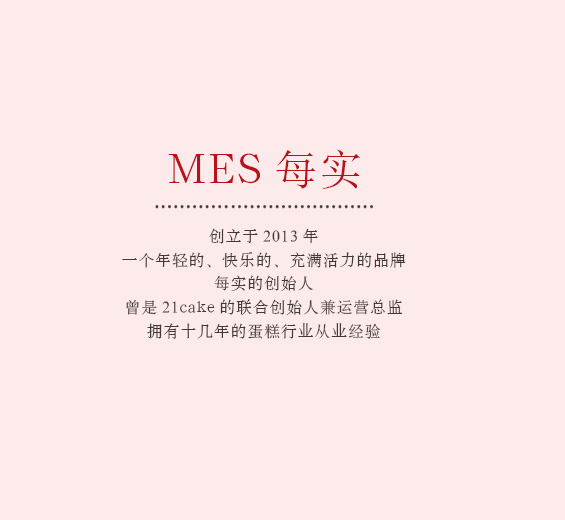 MES 每实
创立于 2013 年
一个年轻的、快乐的、充满活力的品牌
每实的创始人
曾是 21cake 的联合创始人兼运营总监
拥有十几年的蛋糕行业从业经验